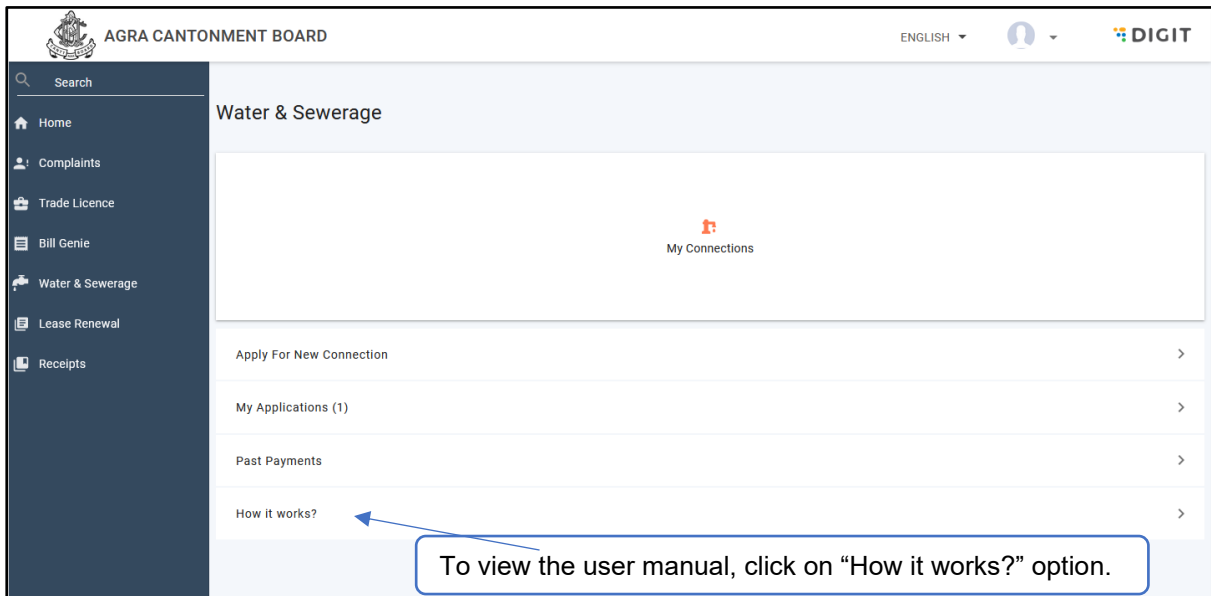 AGRA CANTONMENT BOARD
ENGLISH
DIGIT
Search
Home
Complaints
Trade Licence
Bill Genie
Water & Sewerage
Lease Renewal
Receipts
Water & Sewerage
My Connections
Apply For New Connection
My Applications (1)
Past Payments
How it works?
To view the user manual, click on “How it works?” option.